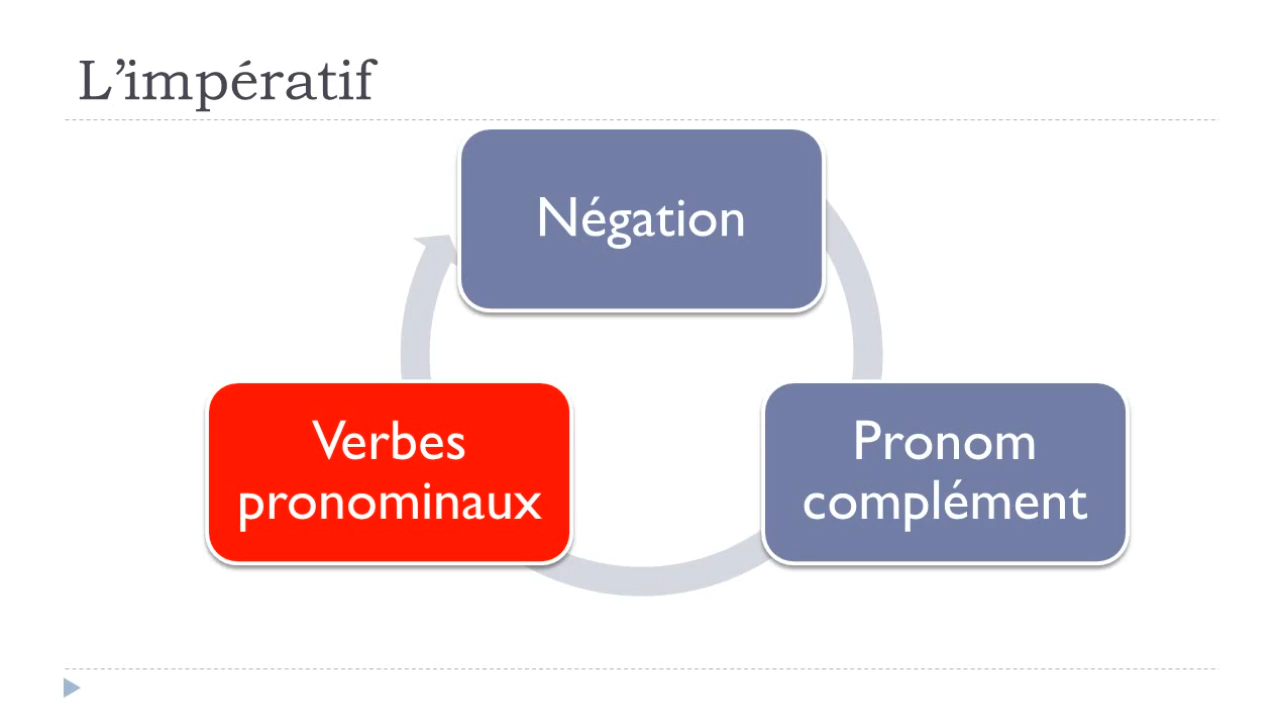 L’impératif
Négation
Verbes
pronominaux
Pronom
complément